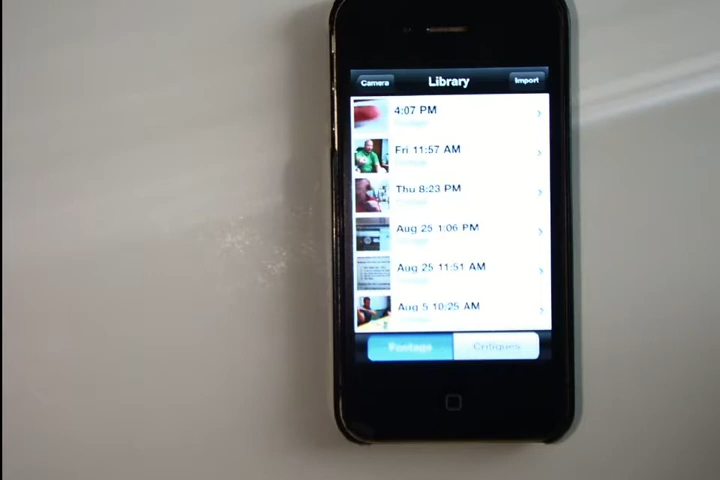 Camera
Library
Import
4:07 PM
Fri 11:57 AM
Thu 8:23 PM
Aug 25 1:06 PM
Aug 25 11:51 AM
Aug 5 10:25 AM
Footage
Critiques